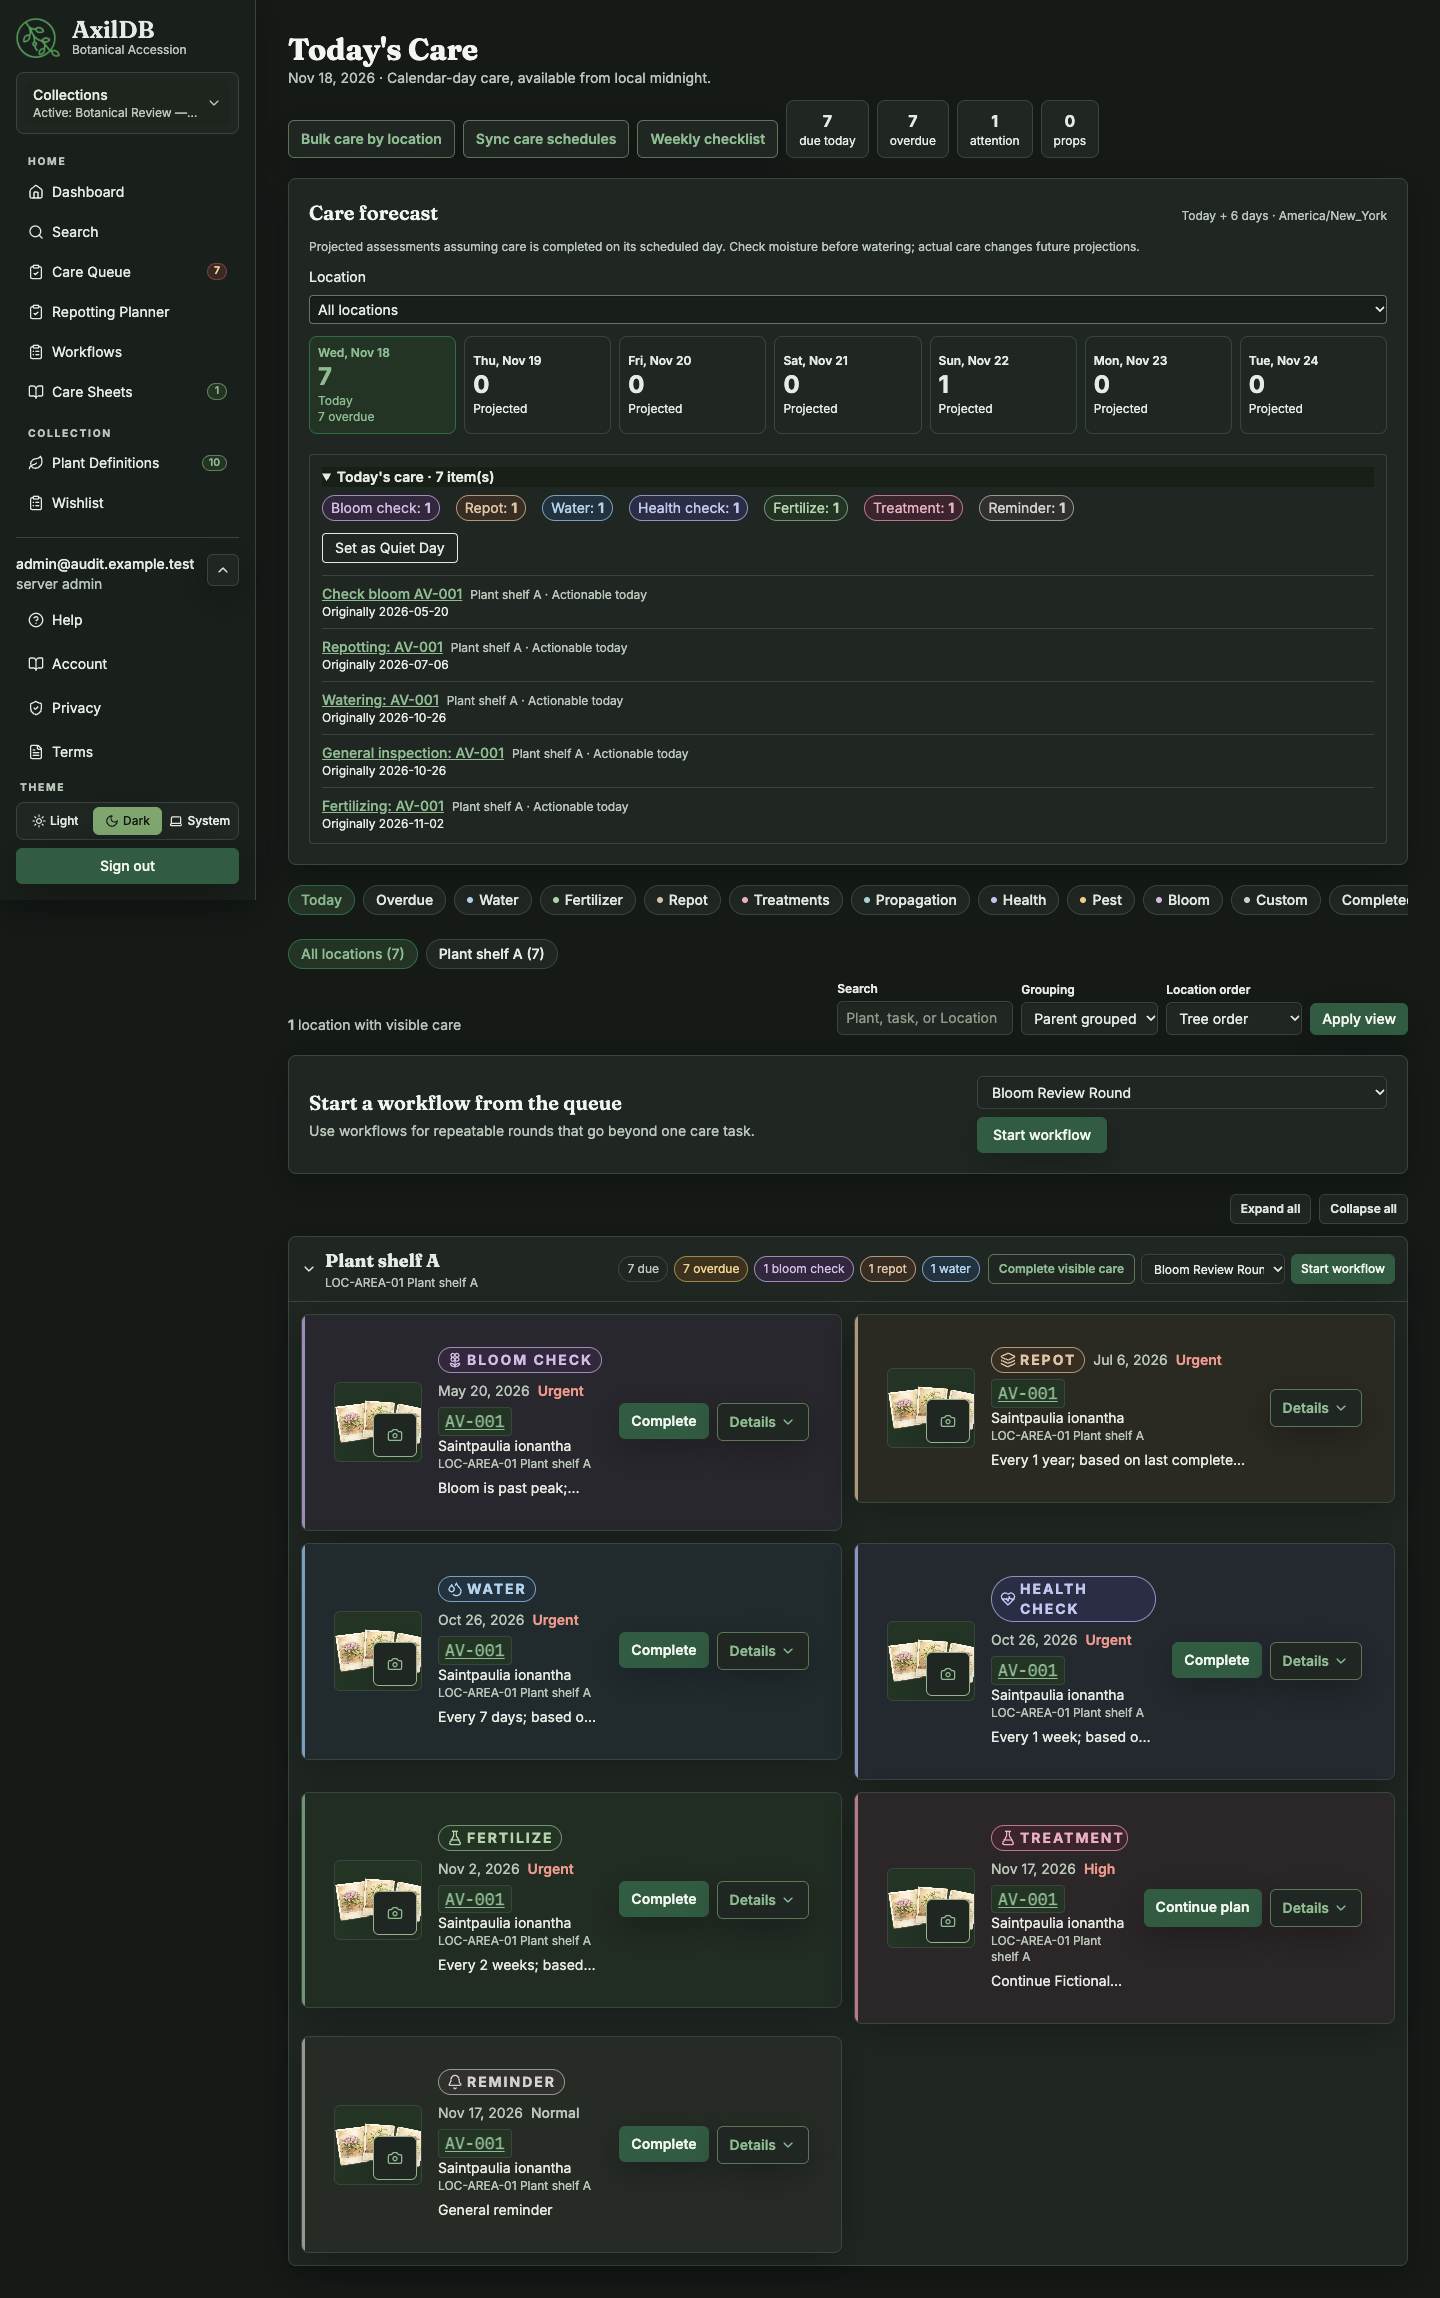 AxilDB
Botanical Accession
Collections
Active: Botanical Review —...
HOME
Dashboard
Search
Care Queue 7
Repotting Planner
Workflows
Care Sheets 1
COLLECTION
Plant Definitions 10
Wishlist
admin@audit.example.test
server admin
Help
Account
Privacy
Terms
THEME
Light Dark System
Sign out
Today's Care
Nov 18, 2026 · Calendar-day care, available from local midnight.
Bulk care by location
Sync care schedules
Weekly checklist
7
due today
7
overdue
1
attention
0
props
Care forecast
Today + 6 days · America/New_York
Projected assessments assuming care is completed on its scheduled day. Check moisture before watering; actual care changes future projections.
Location
All locations
Wed, Nov 18
7
Today
7 overdue
Thu, Nov 19
0
Projected
Fri, Nov 20
0
Projected
Sat, Nov 21
0
Projected
Sun, Nov 22
1
Projected
Mon, Nov 23
0
Projected
Tue, Nov 24
0
Projected
Today's care · 7 item(s)
Bloom check: 1 Repot: 1 Water: 1 Health check: 1 Fertilize: 1 Treatment: 1 Reminder: 1
Set as Quiet Day
Check bloom AV-001 Plant shelf A · Actionable today
Originally 2026-05-20
Repotting: AV-001 Plant shelf A · Actionable today
Originally 2026-07-06
Watering: AV-001 Plant shelf A · Actionable today
Originally 2026-10-26
General inspection: AV-001 Plant shelf A · Actionable today
Originally 2026-10-26
Fertilizing: AV-001 Plant shelf A · Actionable today
Originally 2026-11-02
Today Overdue Water Fertilizer Repot Treatments Propagation Health Pest Bloom Custom Completed
All locations (7) Plant shelf A (7)
1 location with visible care
Search
Plant, task, or Location
Grouping
Parent grouped
Location order
Tree order
Apply view
Start a workflow from the queue
Use workflows for repeatable rounds that go beyond one care task.
Bloom Review Round
Start workflow
Expand all Collapse all
Plant shelf A
LOC-AREA-01 Plant shelf A
7 due 7 overdue 1 bloom check 1 repot 1 water Complete visible care Bloom Review Roun Start workflow
BLOOM CHECK
May 20, 2026 Urgent
AV-001
Saintpaulia ionantha
LOC-AREA-01 Plant shelf A
Bloom is past peak;...
Complete Details
REPOT Jul 6, 2026 Urgent
AV-001
Saintpaulia ionantha
LOC-AREA-01 Plant shelf A
Every 1 year; based on last complete...
Details
WATER
Oct 26, 2026 Urgent
AV-001
Saintpaulia ionantha
LOC-AREA-01 Plant shelf A
Every 7 days; based o...
Complete Details
HEALTH
CHECK
Oct 26, 2026 Urgent
AV-001
Saintpaulia ionantha
LOC-AREA-01 Plant shelf A
Every 1 week; based o...
Complete Details
FERTILIZE
Nov 2, 2026 Urgent
AV-001
Saintpaulia ionantha
LOC-AREA-01 Plant shelf A
Every 2 weeks; based...
Complete Details
TREATMENT
Nov 17, 2026 High
AV-001
Saintpaulia ionantha
LOC-AREA-01 Plant
shelf A
Continue Fictional...
Continue plan Details
REMINDER
Nov 17, 2026 Normal
AV-001
Saintpaulia ionantha
LOC-AREA-01 Plant shelf A
General reminder
Complete Details